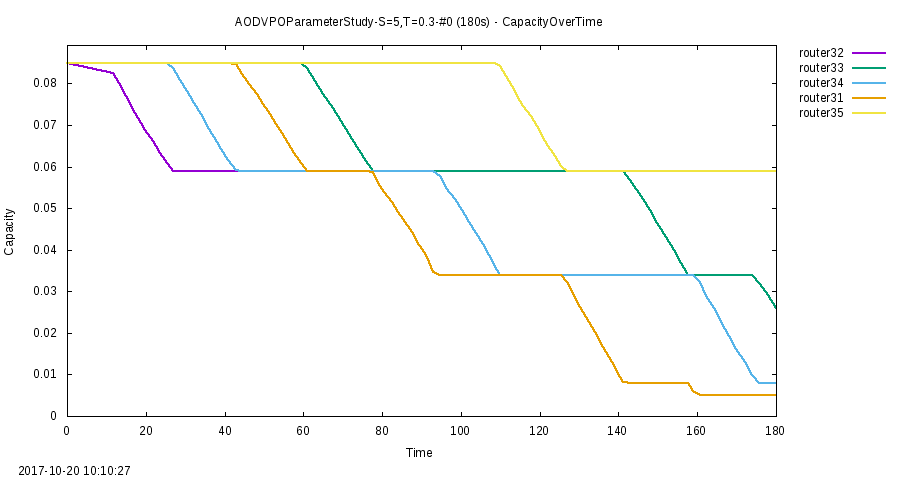 AODVPOParameterStudy-S=5,T=0.3-#0 (180s) - CapacityOverTime
router32
router33
router34
router31
router35
0.08
0.07
0.06
0.05
0.04
0.03
0.02
0.01
0
Capacity
0 20 40 60 80 100 120 140 160 180
Time
2017-10-20 10:10:27